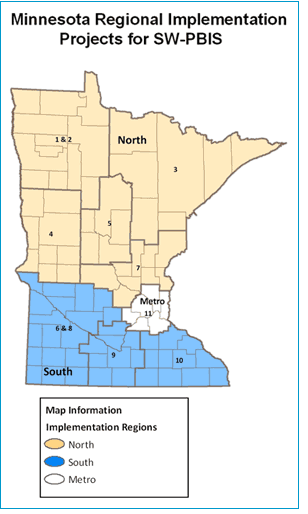 Minnesota Regional Implementation
Projects for SW-PBIS
1 & 2
North
3
4
5
7
Metro
11
6 & 8
9
10
South
Map Information
Implementation Regions
North
South
Metro